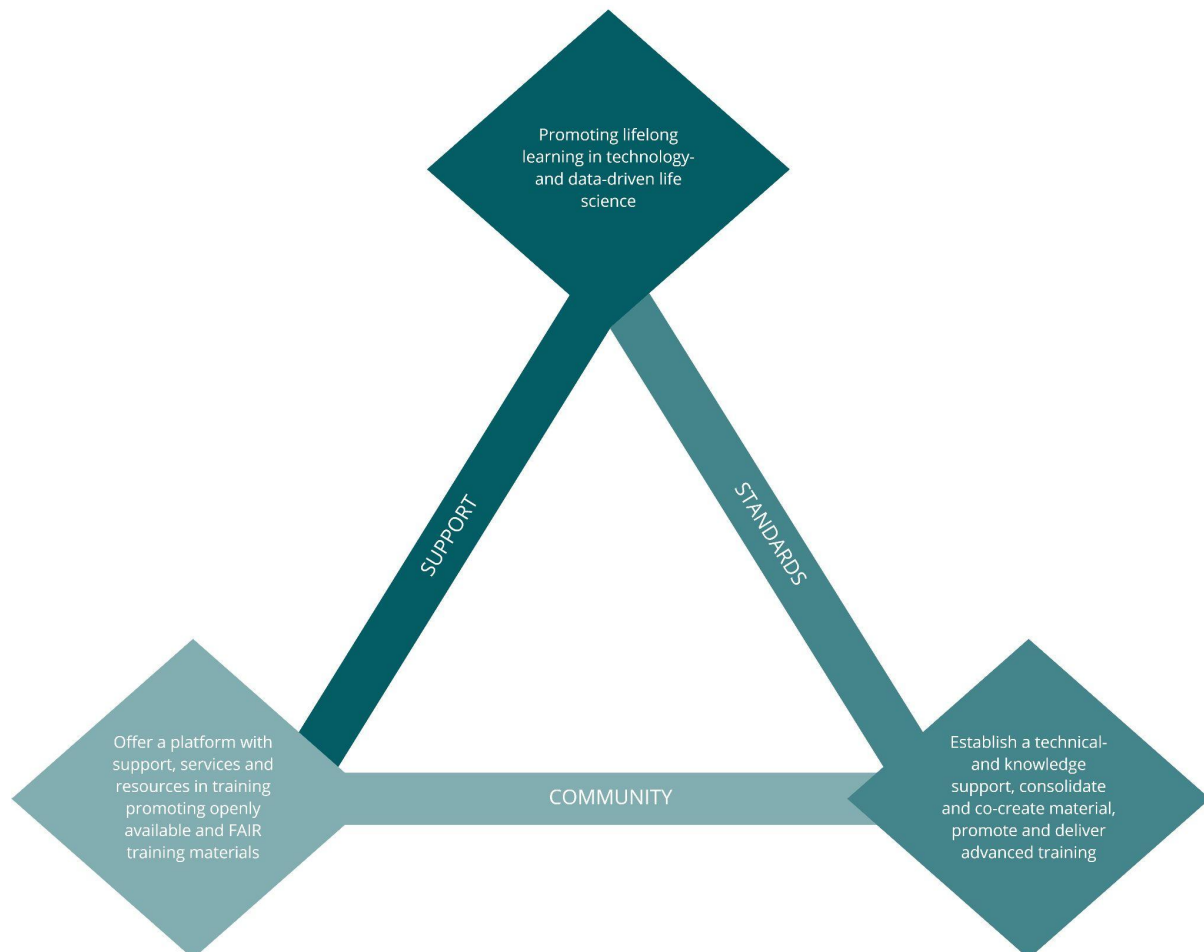 Promoting lifelong
learning in technology-
and data-driven life
science
SUPPORT
STANDARDS
Offer a platform with
support, services and
resources in training
promoting openly
available and FAIR
training materials
COMMUNITY
Establish a technical-
and knowledge
support, consolidate
and co-create material,
promote and deliver
advanced training